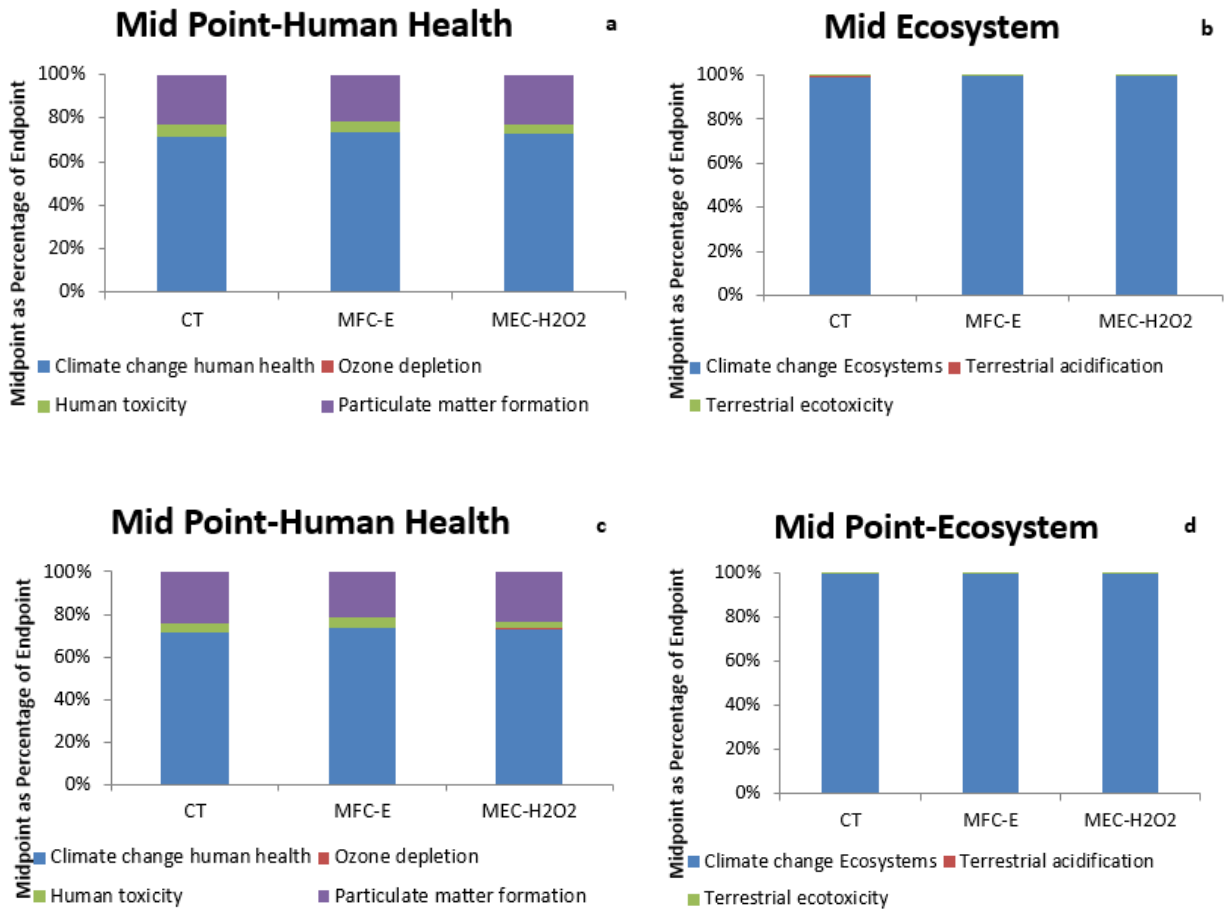 Mid Point-Human Health
a
Midpoint as Percentage of Endpoint
100%
80%
60%
40%
20%
0%
CT MFC-E MEC-H2O2
Climate change human health Ozone depletion
Human toxicity Particulate matter formation
Mid Ecosystem
b
Midpoint as Percentage of Endpoint
100%
80%
60%
40%
20%
0%
CT MFC-E MEC-H2O2
Climate change Ecosystems Terrestrial acidification
Terrestrial ecotoxicity
Mid Point-Human Health
c
Midpoint as Percentage of Endpoint
100%
80%
60%
40%
20%
0%
CT MFC-E MEC-H2O2
Climate change human health Ozone depletion
Human toxicity Particulate matter formation
Mid Point-Ecosystem
d
Midpoint as Percentage of Endpoint
100%
80%
60%
40%
20%
0%
CT MFC-E MEC-H2O2
Climate change Ecosystems Terrestrial acidification
Terrestrial ecotoxicity